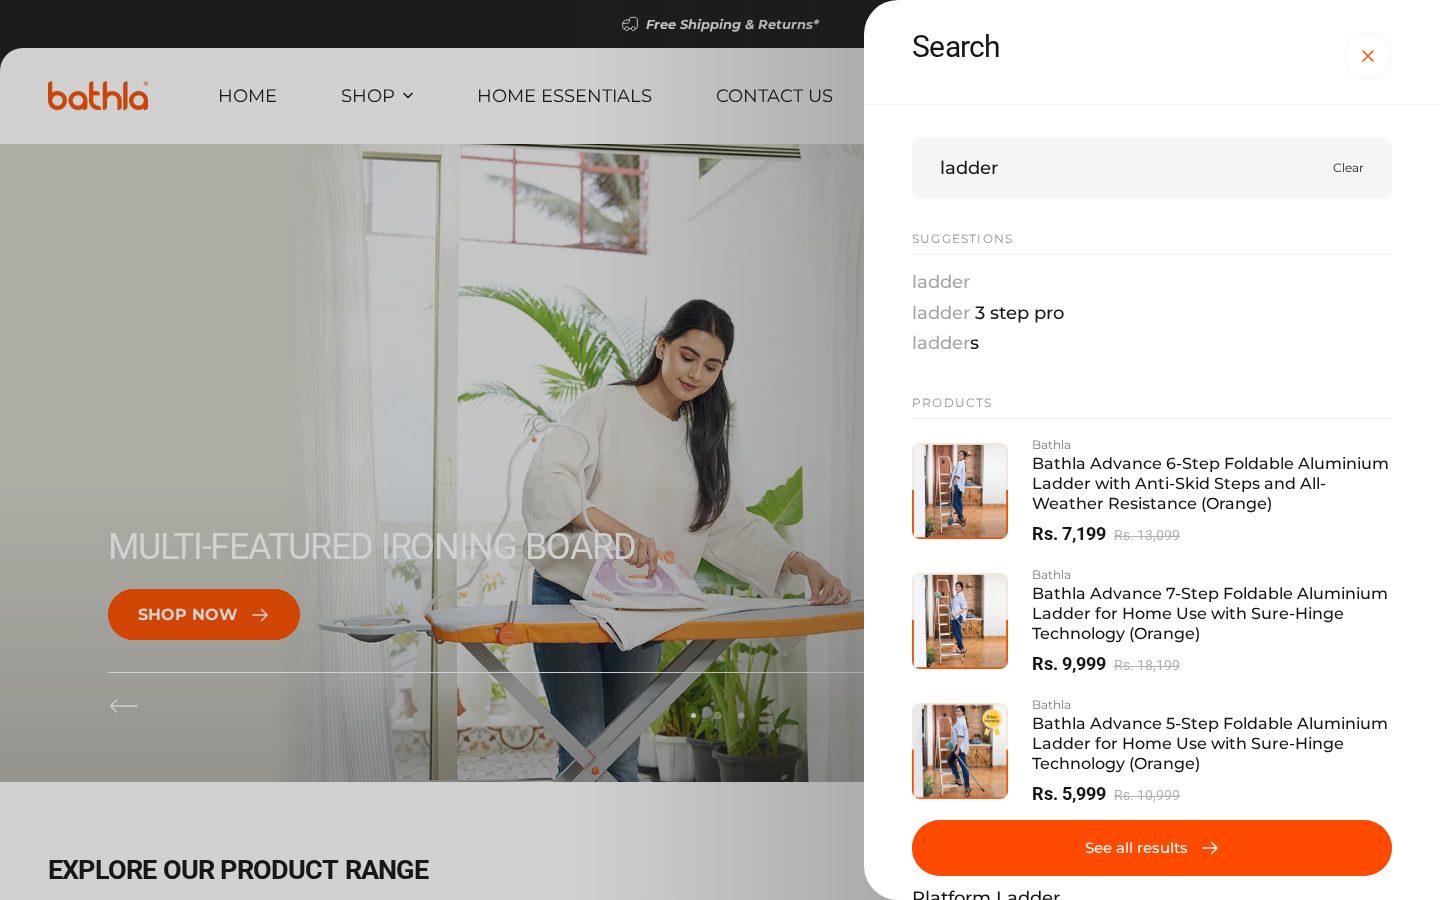 Free Shipping & Returns*
bathla
HOME
SHOP
HOME ESSENTIALS
CONTACT US
MULTI-FEATURED IRONING BOARD
SHOP NOW
bathla
EXPLORE OUR PRODUCT RANGE
Search
ladder
Clear
SUGGESTIONS
ladder
ladder 3 step pro
ladders
PRODUCTS
Bathla
Bathla Advance 6-Step Foldable Aluminium
Ladder with Anti-Skid Steps and All-
Weather Resistance (Orange)
Rs. 7,199 Rs. 13,099
Bathla
Bathla Advance 7-Step Foldable Aluminium
Ladder for Home Use with Sure-Hinge
Technology (Orange)
Rs. 9,999 Rs. 18,199
Bathla
Bathla Advance 5-Step Foldable Aluminium
Ladder for Home Use with Sure-Hinge
Technology (Orange)
Rs. 5,999 Rs. 10,999
See all results
Platform Ladder